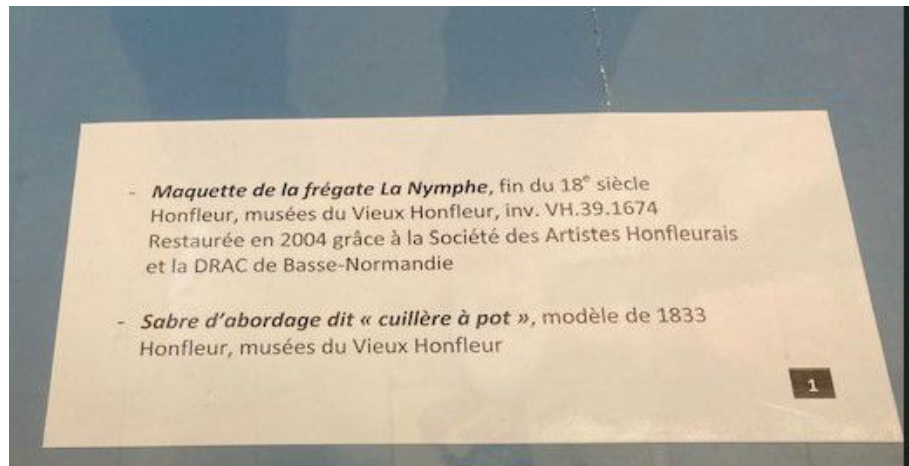 - Maquette de la frégate La Nymphe, fin du 18e siècle
Honfleur, musées du Vieux Honfleur, inv. VH.39.1674
Restaurée en 2004 grâce à la Société des Artistes Honfleurais
et la DRAC de Basse-Normandie
- Sabre d’abordage dit « cuillère à pot », modèle de 1833
Honfleur, musées du Vieux Honfleur
1